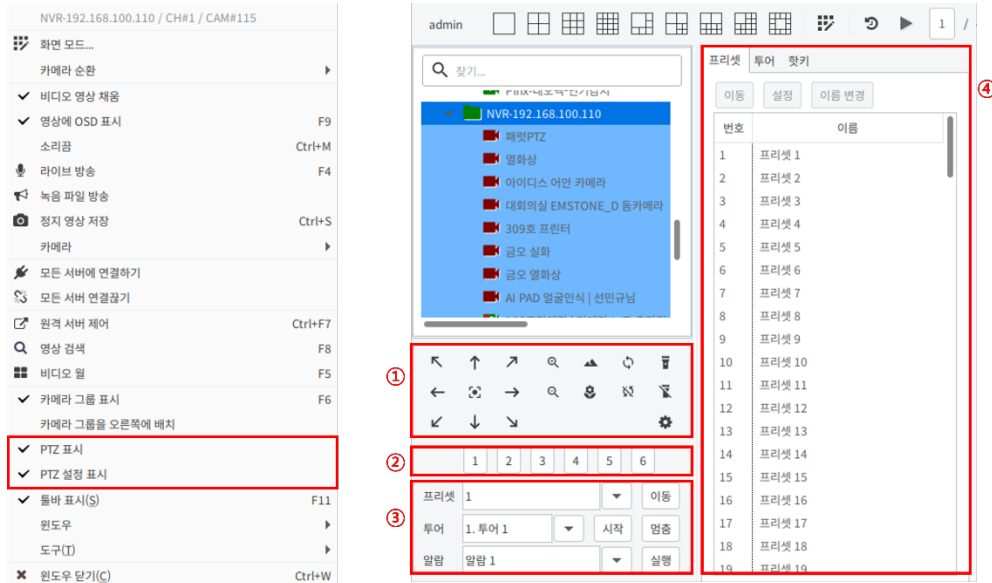 NVR-192.168.100.110 / CH#1 / CAM#115
화면 모드...
카메라 순환
비디오 영상 채움
영상에 OSD 표시 F9
소리끔 Ctrl+M
라이브 방송 F4
녹음 파일 방송
정지 영상 저장 Ctrl+S
카메라
모든 서버에 연결하기
모든 서버 연결끊기
원격 서버 제어 Ctrl+F7
영상 검색 F8
비디오 월 F5
카메라 그룹 표시 F6
카메라 그룹을 오른쪽에 배치
PTZ 표시
PTZ 설정 표시
툴바 표시(S) F11
윈도우
도구(T)
윈도우 닫기(C) Ctrl+W
admin 1 /
찾기...
NVR-192.168.100.110
패럿PTZ
열화상
아이디스 어안 카메라
대회의실 EMSTONE_D 돔카메라
309호 프린터
금오 실화
금오 열화상
AI PAD 얼굴인식 | 선민규님
①
②
1 2 3 4 5 6
③
프리셋 1 이동
투어 1. 투어 1 시작 멈춤
알람 알람 1 실행
④
프리셋 투어 핫키
이동 설정 이름 변경
번호 이름
1 프리셋 1
2 프리셋 2
3 프리셋 3
4 프리셋 4
5 프리셋 5
6 프리셋 6
7 프리셋 7
8 프리셋 8
9 프리셋 9
10 프리셋 10
11 프리셋 11
12 프리셋 12
13 프리셋 13
14 프리셋 14
15 프리셋 15
16 프리셋 16
17 프리셋 17
18 프리셋 18
19 프리셋 19